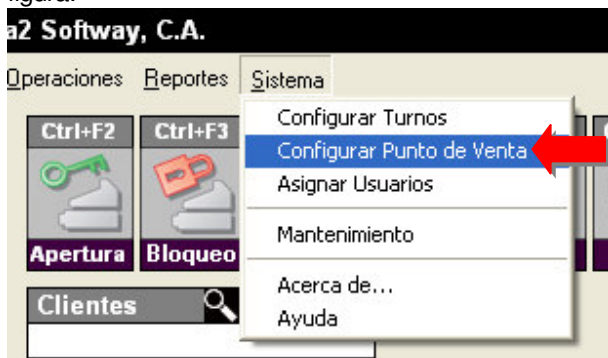 a2 Softway, C.A.
Operaciones Reportes Sistema
Configurar Turnos
Configurar Punto de Venta
Asignar Usuarios
Mantenimiento
Acerca de...
Ayuda
Ctrl+F2 Ctrl+F3
Apertura Bloqueo
Clientes